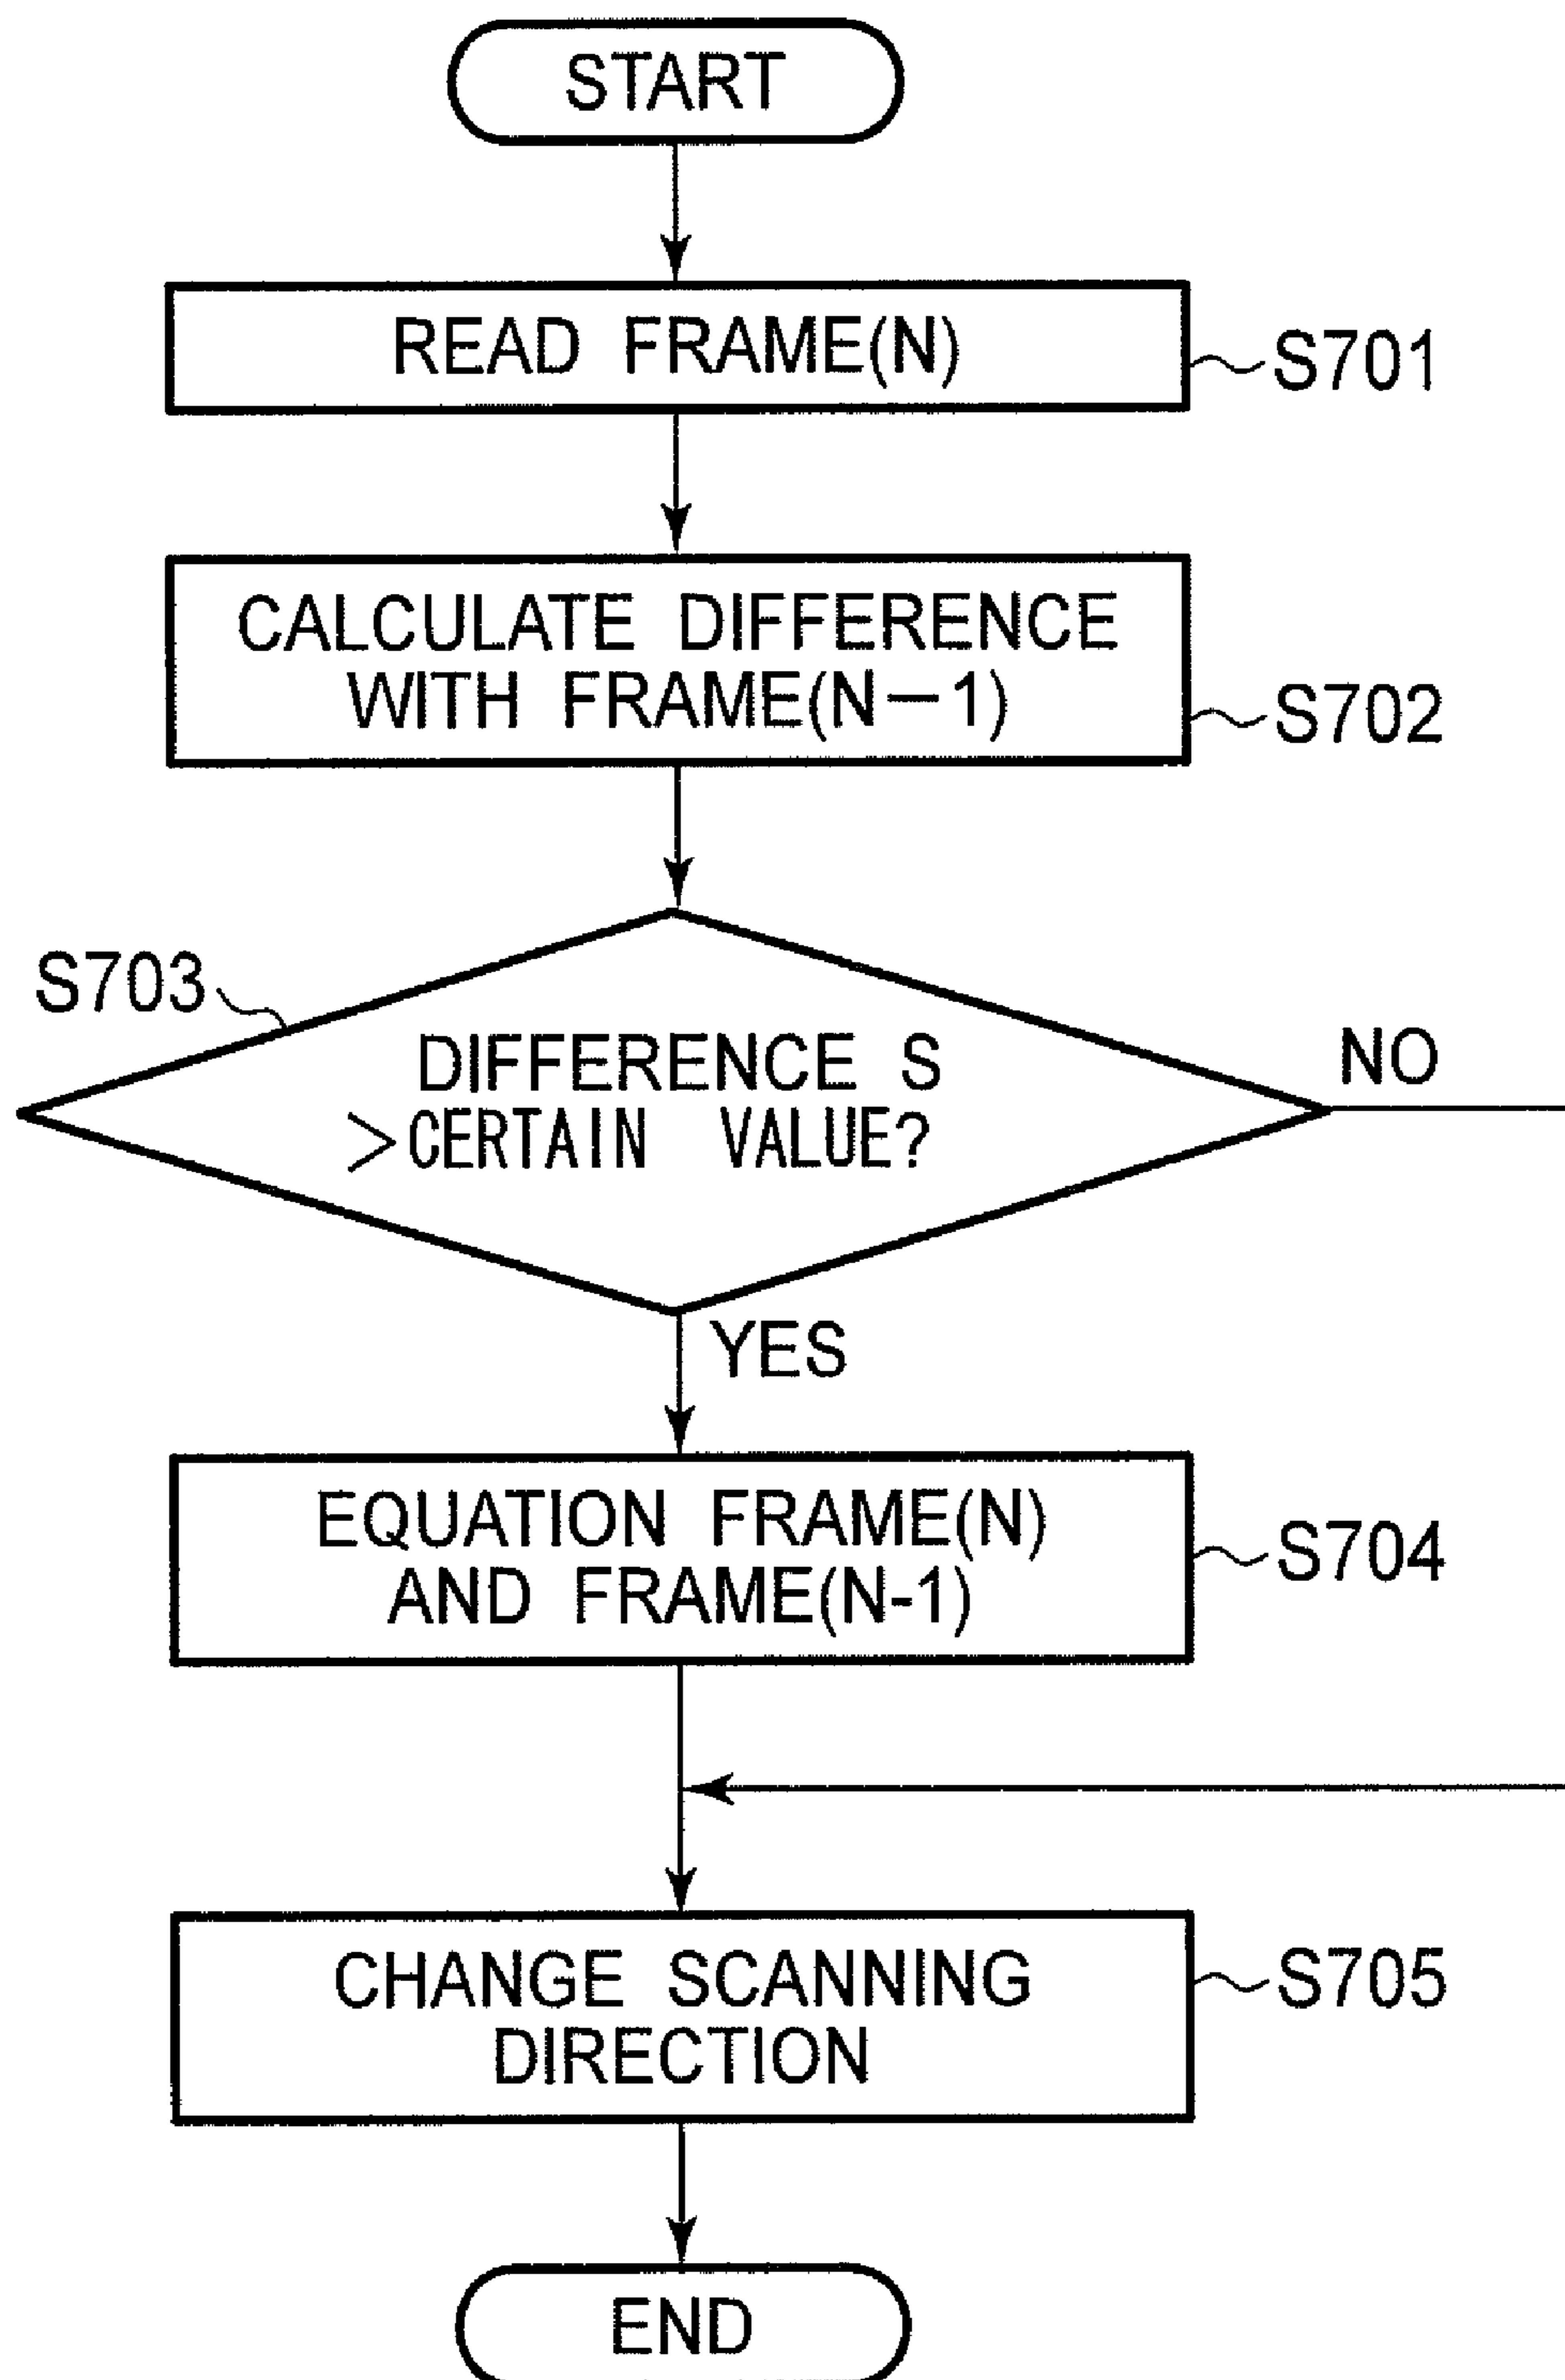 START
READ FRAME(N)
S701
CALCULATE DIFFERENCE
WITH FRAME(N—1)
S702
S703
DIFFERENCE S
>CERTAIN VALUE?
NO
YES
EQUATION FRAME(N)
AND FRAME(N-1)
S704
CHANGE SCANNING
DIRECTION
S705
END